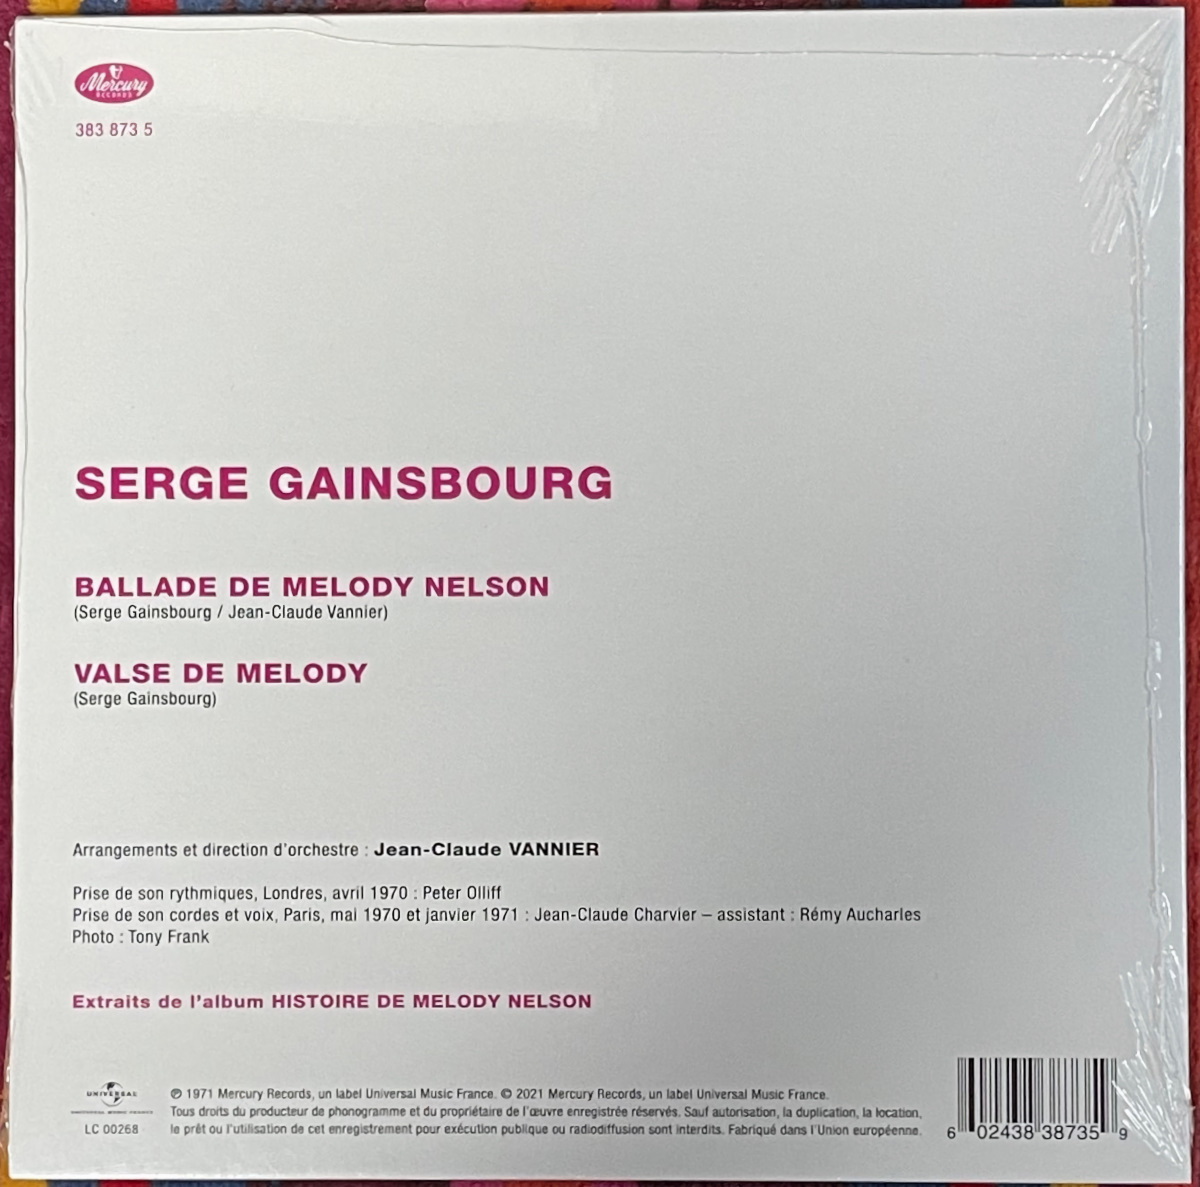 Mercury
RECORDS
383 873 5
SERGE GAINSBOURG
BALLADE DE MELODY NELSON
(Serge Gainsbourg / Jean-Claude Vannier)
VALSE DE MELODY
(Serge Gainsbourg)
Arrangements et direction d'orchestre : Jean-Claude VANNIER
Prise de son rythmiques, Londres, avril 1970 : Peter Olliff
Prise de son cordes et voix, Paris, mai 1970 et janvier 1971 : Jean-Claude Charvier – assistant : Rémy Aucharles
Photo : Tony Frank
Extraits de l'album HISTOIRE DE MELODY NELSON
UNIVERSAL
LC 00268
℗ 1971 Mercury Records, un label Universal Music France. © 2021 Mercury Records, un label Universal Music France.
Tous droits du producteur de phonogramme et du propriétaire de l'œuvre enregistrée réservés. Sauf autorisation, la duplication, la location,
le prêt ou l'utilisation de cet enregistrement pour exécution publique ou radiodiffusion sont interdits. Fabriqué dans l'Union européenne.
6 02438 38735 9